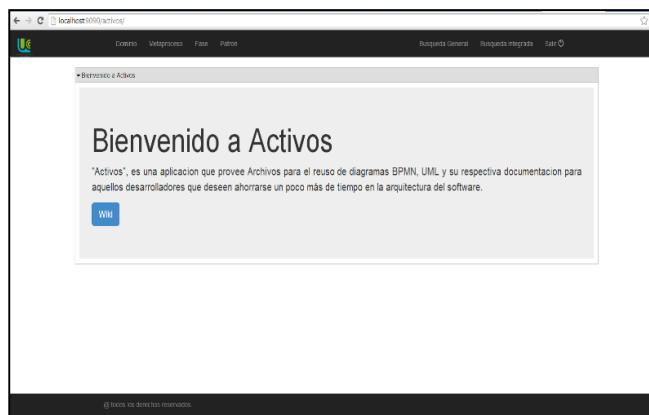 localhost:9090/activos/
Dominio Metaproceso Fase Patron Busqueda General Busqueda Integrada Salir
Bienvenido a Activos
Bienvenido a Activos
"Activos", es una aplicacion que provee Archivos para el reuso de diagramas BPMN, UML y su respectiva documentacion para
aquellos desarrolladores que deseen ahorrarse un poco más de tiempo en la arquitectura del software.
Wiki
@ todos los derechos reservados.